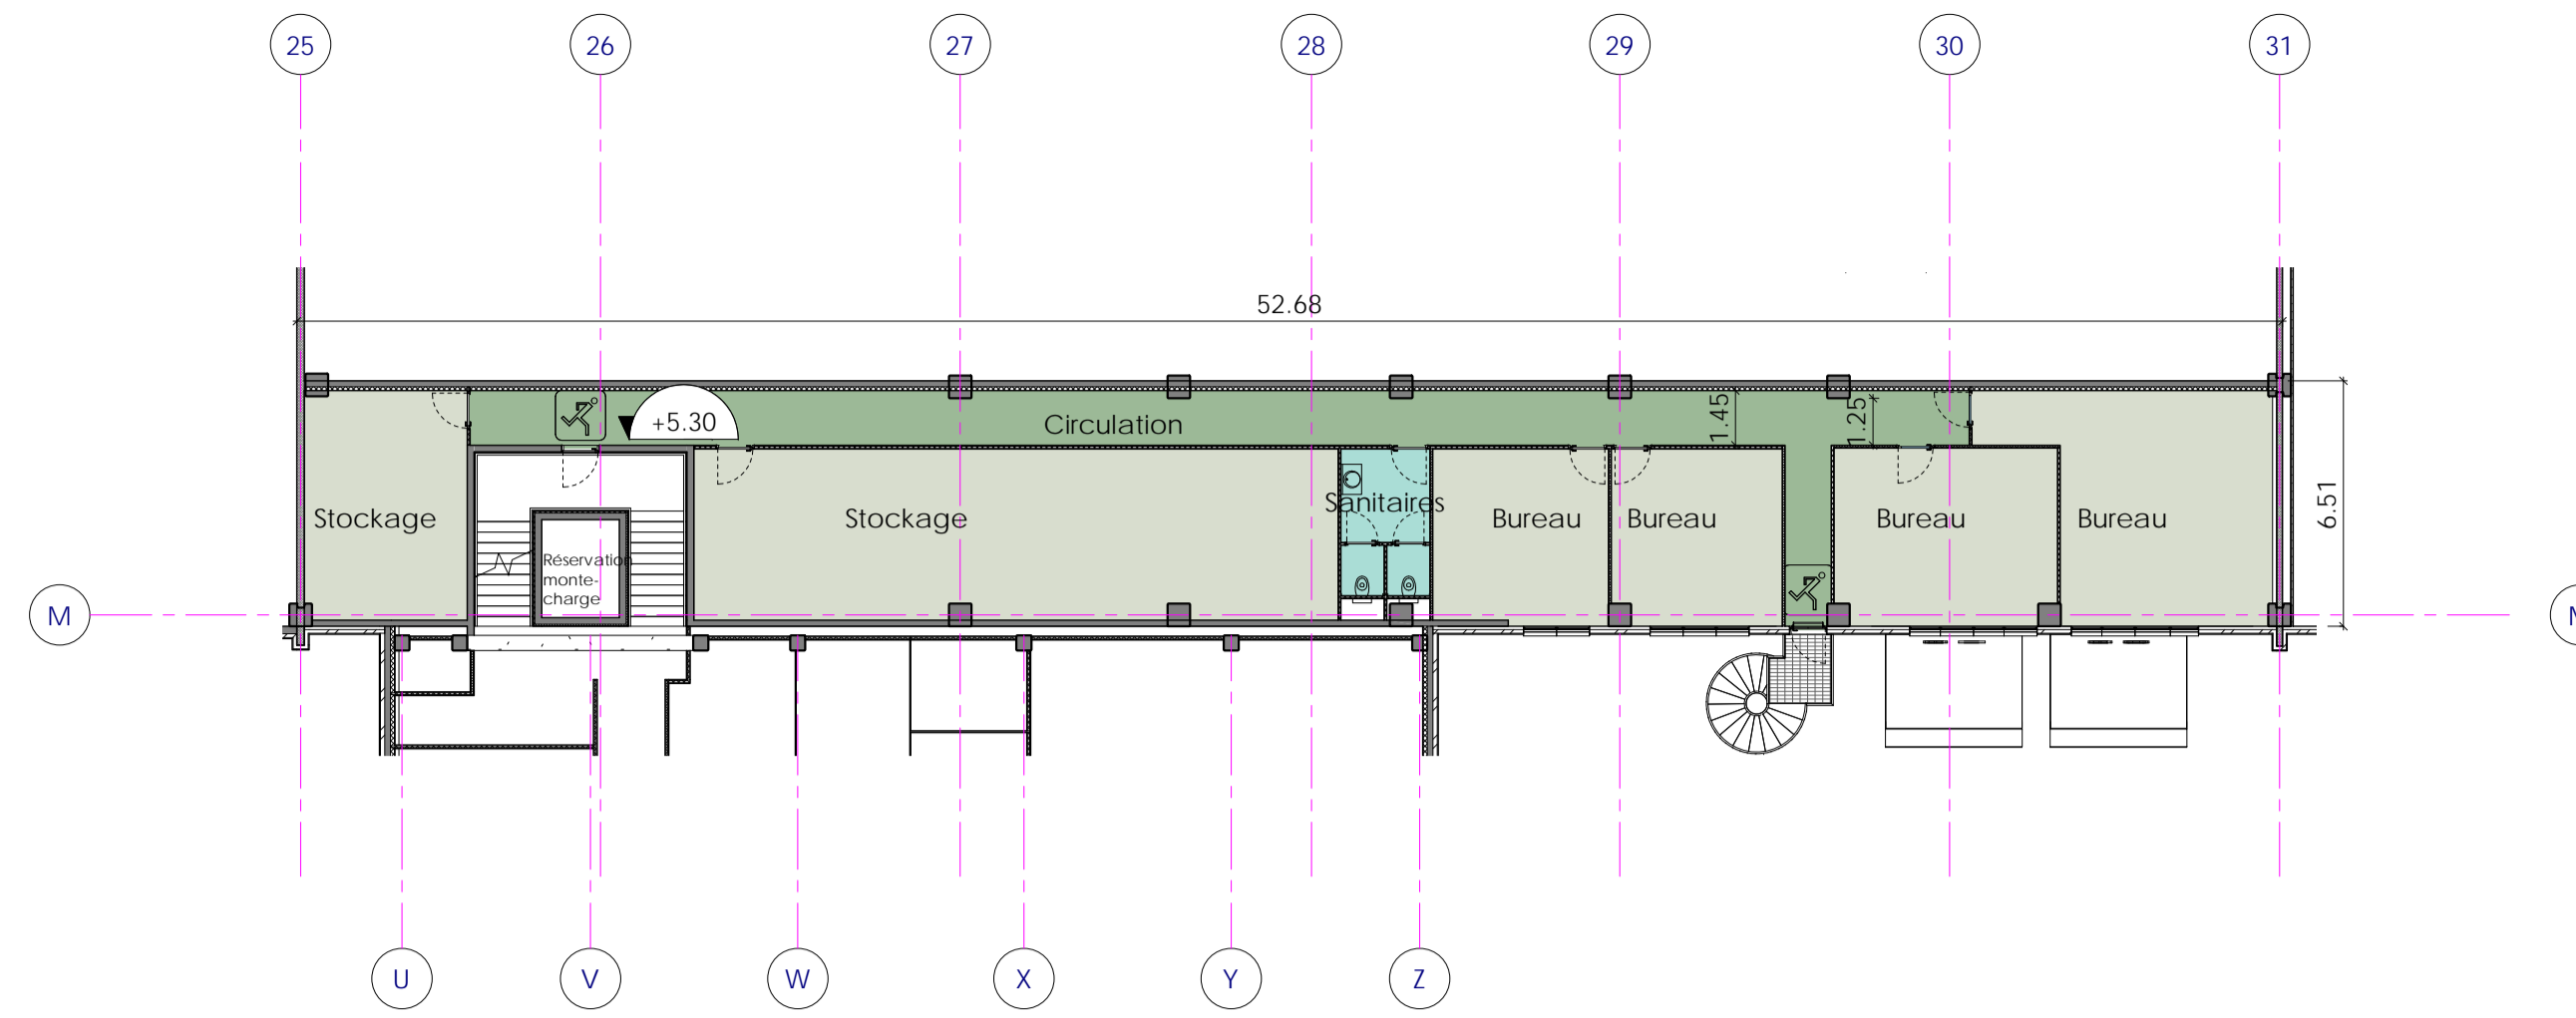 25
26
27
28
29
30
31
52.68
+5.30
Circulation
1.45
1.25
6.51
Stockage
Stockage
Sanitaires
Bureau
Bureau
Bureau
Bureau
Réservation
monte-
charge
M
U
V
W
X
Y
Z